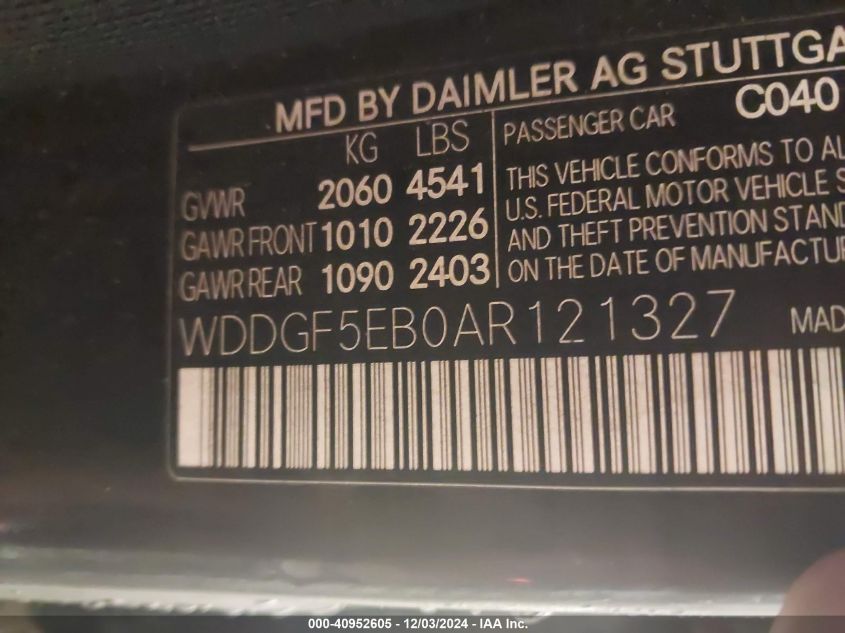 MFD BY DAIMLER AG STUTTGA
KG LBS
GVWR 2060 4541
GAWR FRONT 1010 2226
GAWR REAR 1090 2403
PASSENGER CAR C040
THIS VEHICLE CONFORMS TO AL
U.S. FEDERAL MOTOR VEHICLE S
AND THEFT PREVENTION STAND
ON THE DATE OF MANUFACTU
WDDGF5EB0AR121327 MAD
000-40952605 - 12/03/2024 - IAA Inc.